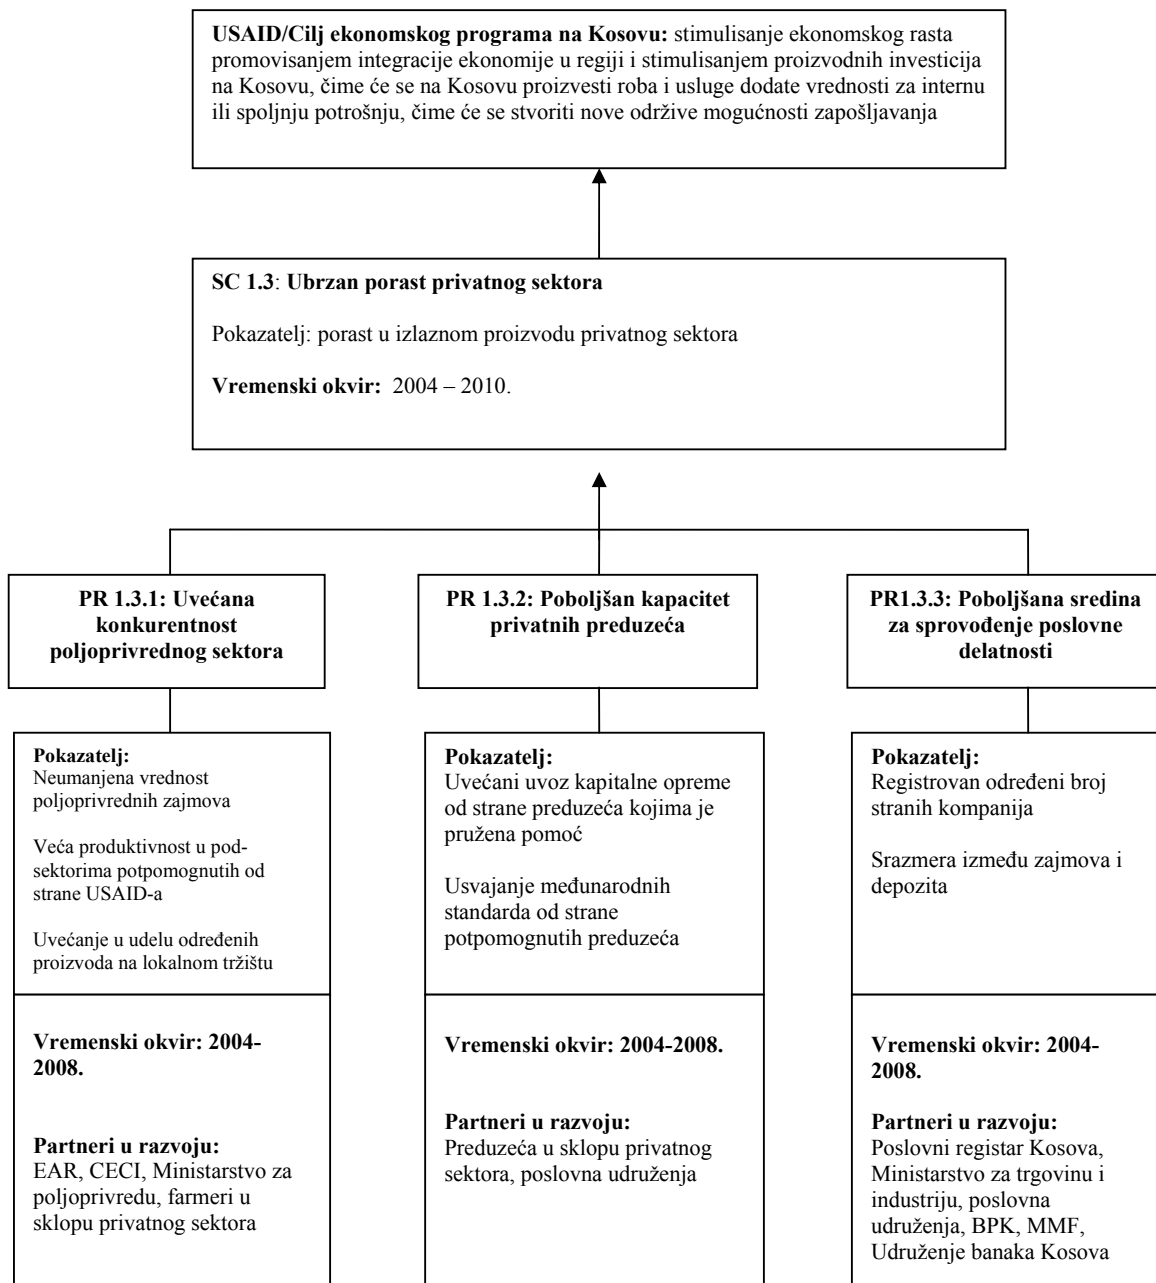 USAID/Cilj ekonomskog programa na Kosovu: stimulisanje ekonomskog rasta
promovisanjem integracije ekonomije u regiji i stimulisanjem proizvodnih investicija
na Kosovu, čime će se na Kosovu proizvesti roba i usluge dodate vrednosti za internu
ili spoljnju potrošnju, čime će se stvoriti nove održive mogućnosti zapošljavanja
SC 1.3: Ubrzan porast privatnog sektora
Pokazatelj: porast u izlaznom proizvodu privatnog sektora
Vremenski okvir: 2004 – 2010.
PR 1.3.1: Uvećana
konkurentnost
poljoprivrednog sektora
Pokazatelj:
Neumanjena vrednost
poljoprivrednih zajmova
Veća produktivnost u pod-
sektorima potpomognutih od
strane USAID-a
Uvećanje u udelu određenih
proizvoda na lokalnom tržištu
Vremenski okvir: 2004-
2008.
Partneri u razvoju:
EAR, CECI, Ministarstvo za
poljoprivredu, farmeri u
sklopu privatnog sektora
PR 1.3.2: Poboljšan kapacitet
privatnih preduzeća
Pokazatelj:
Uvećani uvoz kapitalne opreme
od strane preduzeća kojima je
pružena pomoć
Usvajanje međunarodnih
standarda od strane
potpomognutih preduzeća
Vremenski okvir: 2004-2008.
Partneri u razvoju:
Preduzeća u sklopu privatnog
sektora, poslovna udruženja
PR1.3.3: Poboljšana sredina
za sprovođenje poslovne
delatnosti
Pokazatelj:
Registrovan određeni broj
stranih kompanija
Srazmera između zajmova i
depozita
Vremenski okvir: 2004-
2008.
Partneri u razvoju:
Poslovni registar Kosova,
Ministarstvo za trgovinu i
industriju, poslovna
udruženja, BPK, MMF,
Udruženje banaka Kosova